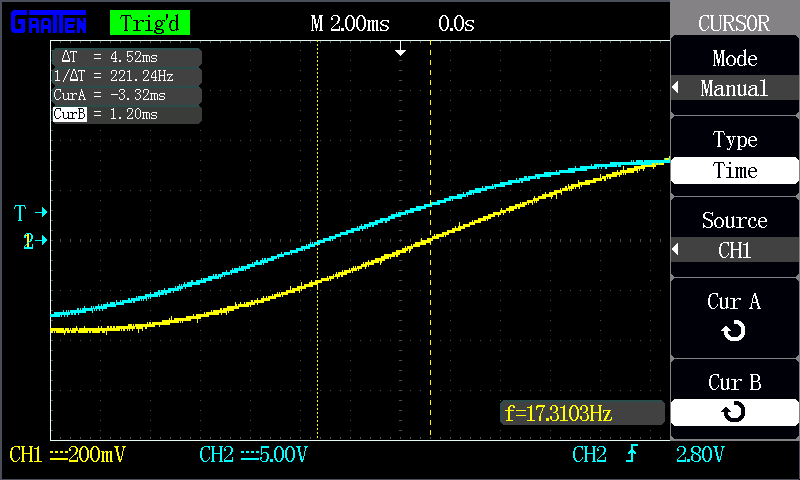 GRATTEN Trig'd M 2.00ms 0.0s CURSOR
ΔT = 4.52ms
1/ΔT = 221.24Hz
CurA = -3.32ms
CurB = 1.20ms
Mode
Manual
Type
Time
T
Source
CH1
Cur A
Cur B
f=17.3103Hz
CH1 200mV CH2 5.00V CH2 2.80V